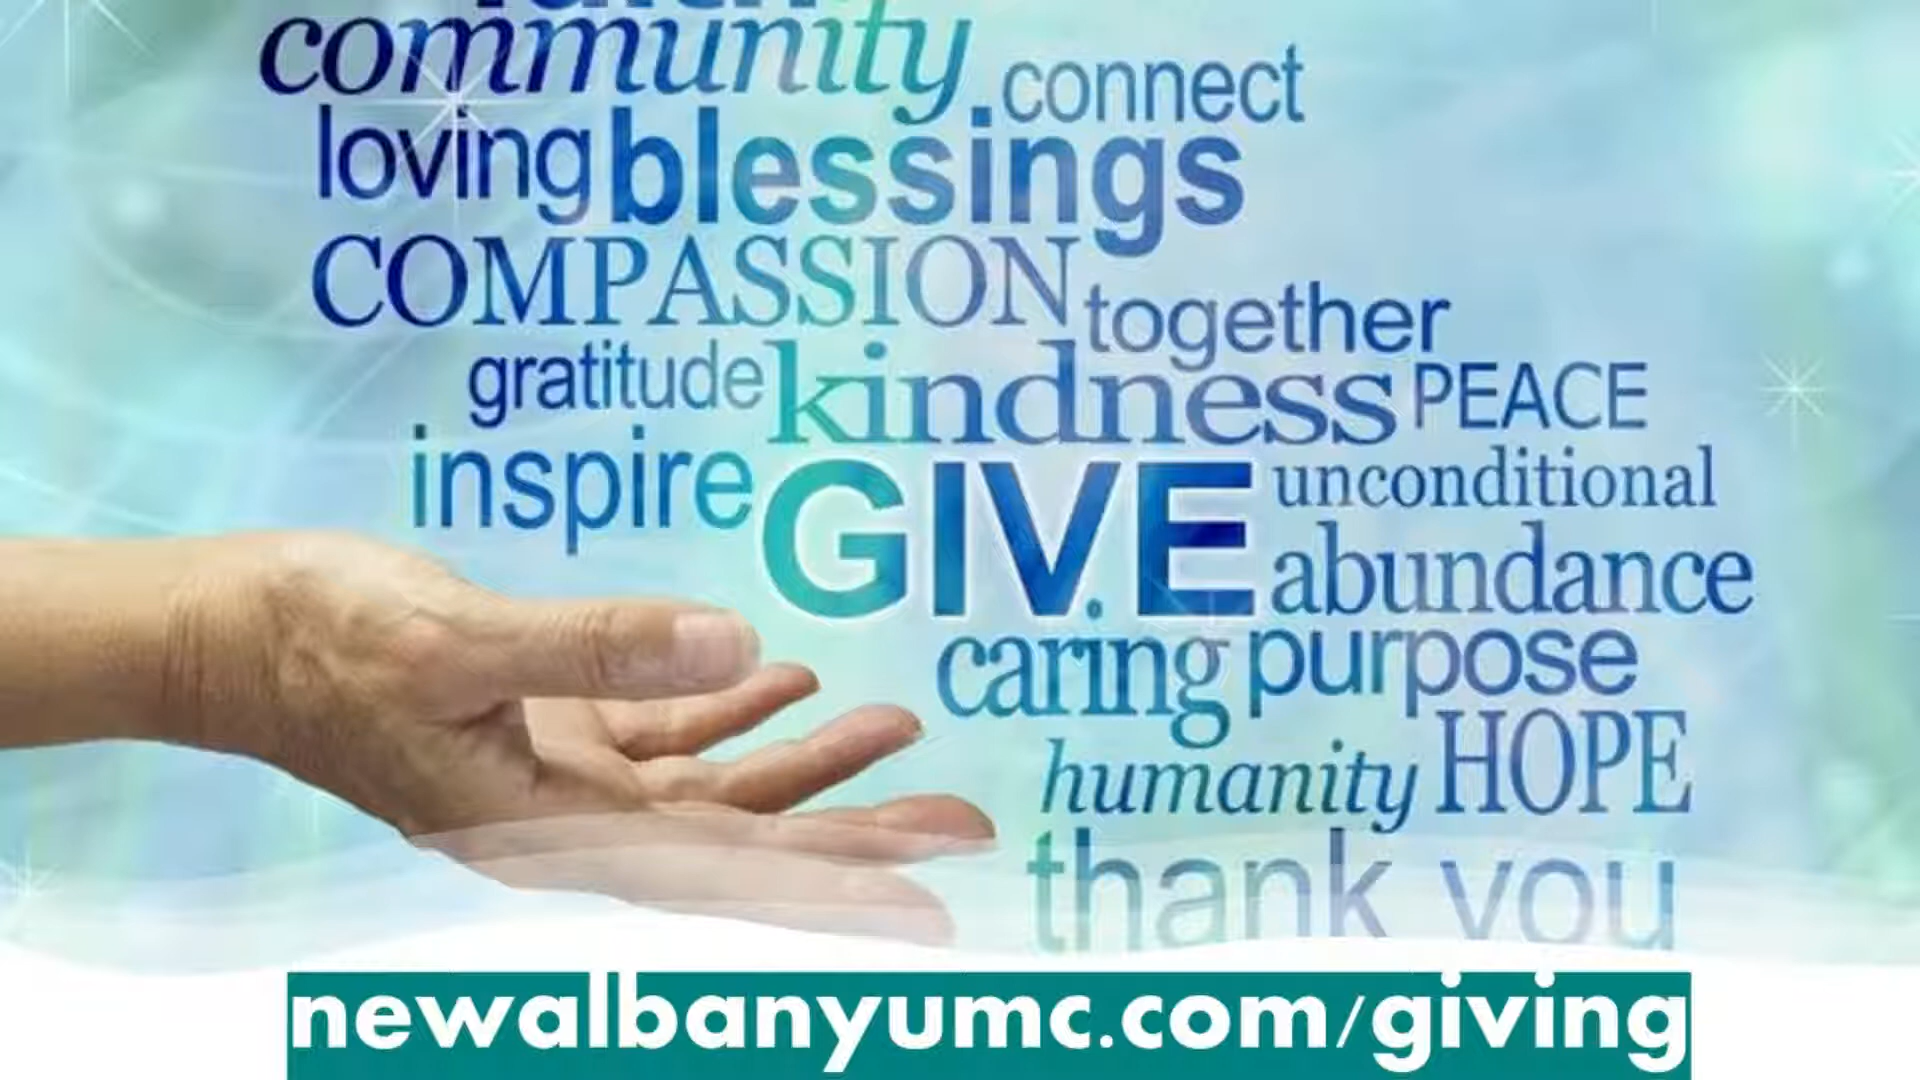 community connect
loving blessings
COMPASSION together
gratitude kindness PEACE
inspire GIVE unconditional
abundance
caring purpose
humanity HOPE
thank you
newalbanyumc.com/giving